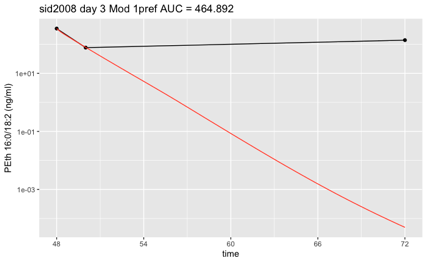 sid2008 day 3 Mod 1pref AUC = 464.892
PEth 16:0/18:2 (ng/ml)
1e+01
1e-01
1e-03
48
54
60
66
72
time